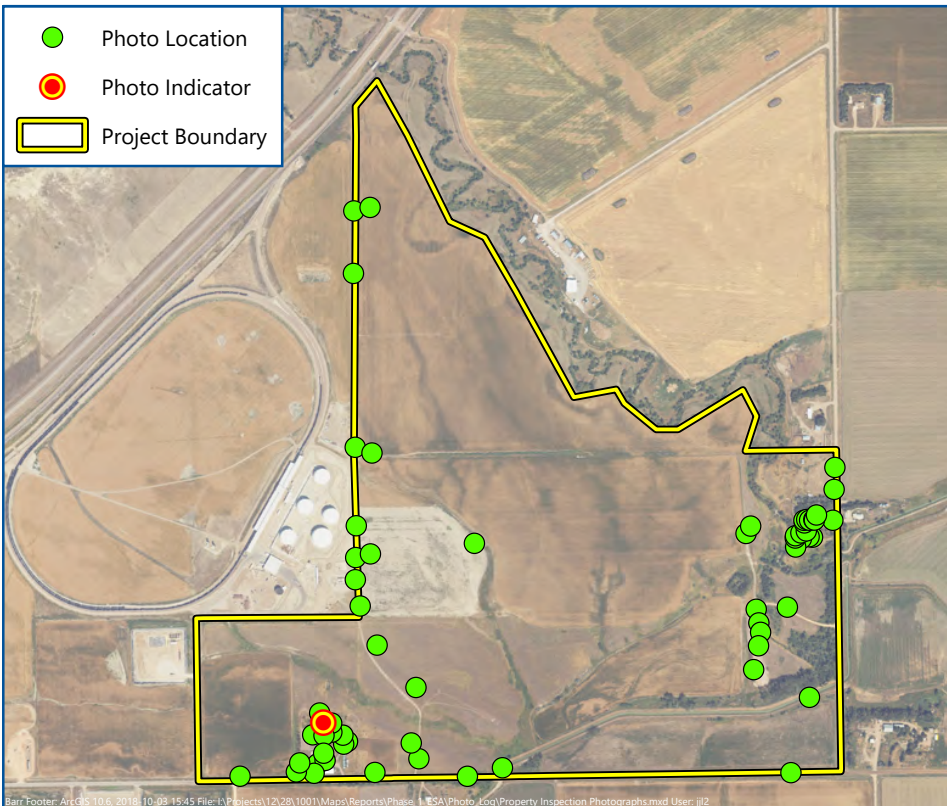 Photo Location
Photo Indicator
Project Boundary
Barr Footer: ArcGIS 10.6, 2018-10-03 15:45 File: I:\Projects\12\28\1001\Maps\Reports\Phase_I_ESA\Photo_Log\Property Inspection Photographs.mxd User: jjl2